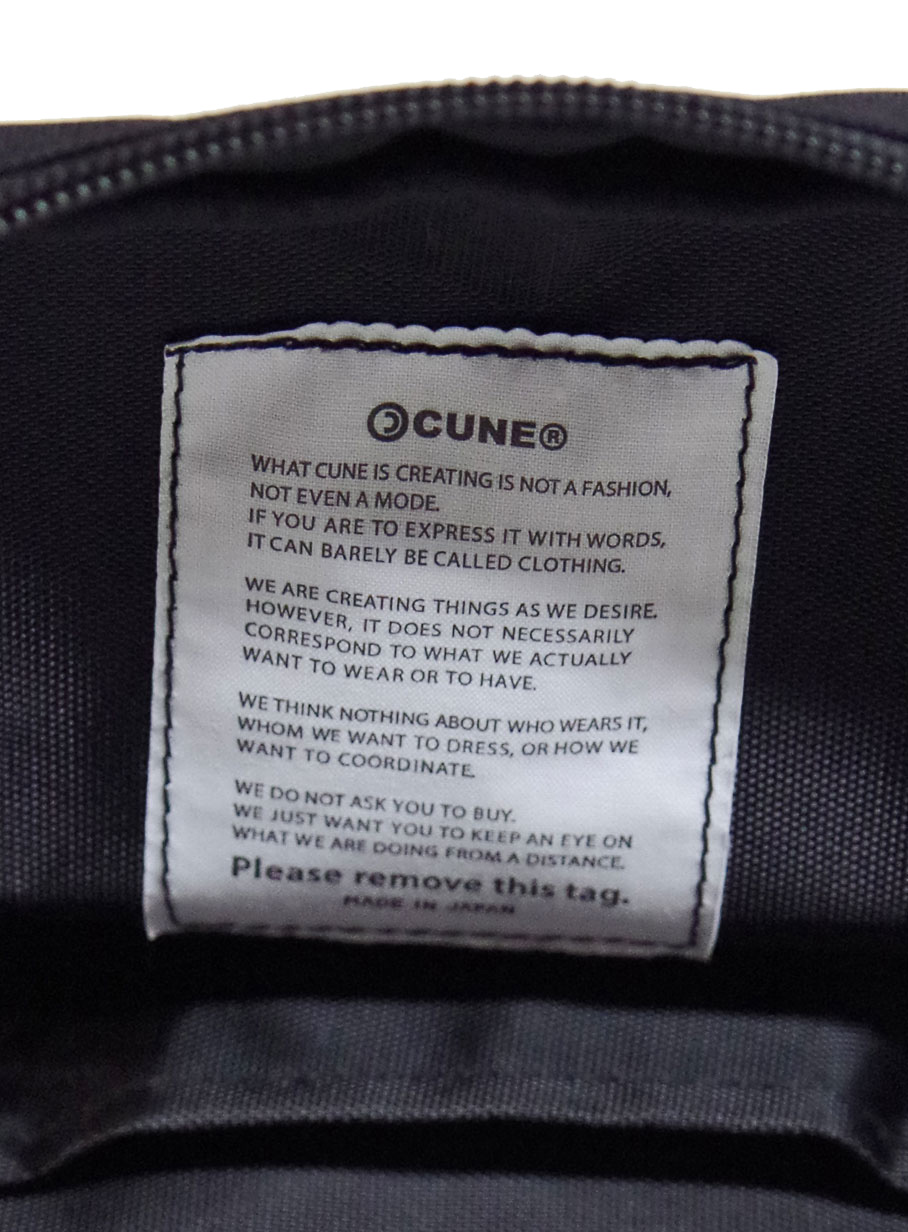 CUNE®
WHAT CUNE IS CREATING IS NOT A FASHION,
NOT EVEN A MODE.
IF YOU ARE TO EXPRESS IT WITH WORDS,
IT CAN BARELY BE CALLED CLOTHING.
WE ARE CREATING THINGS AS WE DESIRE.
HOWEVER, IT DOES NOT NECESSARILY
CORRESPOND TO WHAT WE ACTUALLY
WANT TO WEAR OR TO HAVE.
WE THINK NOTHING ABOUT WHO WEARS IT,
WHOM WE WANT TO DRESS, OR HOW WE
WANT TO COORDINATE.
WE DO NOT ASK YOU TO BUY.
WE JUST WANT YOU TO KEEP AN EYE ON
WHAT WE ARE DOING FROM A DISTANCE.
Please remove this tag.
MADE IN JAPAN